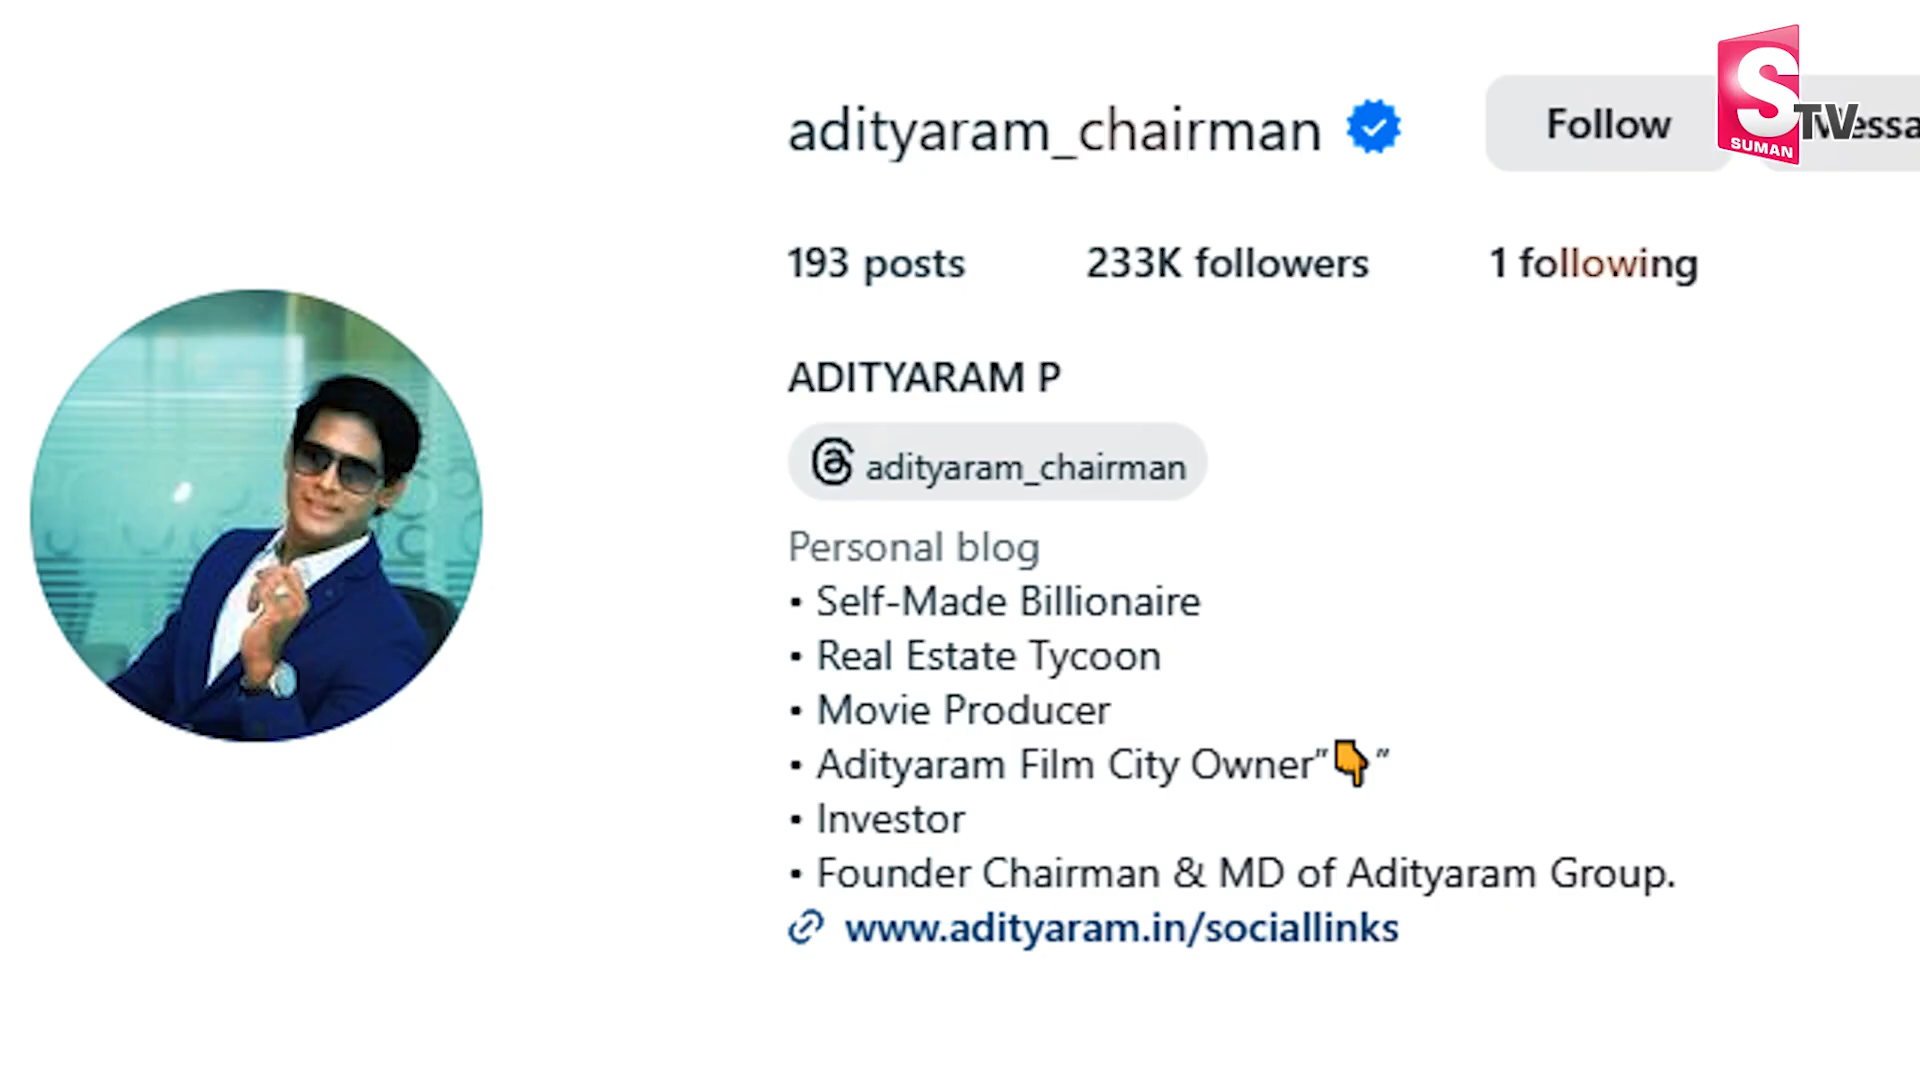 adityaram_chairman
Follow
S
TV
SUMAN
193 posts 233K followers 1 following
ADITYARAM P
adityaram_chairman
Personal blog
• Self-Made Billionaire
• Real Estate Tycoon
• Movie Producer
• Adityaram Film City Owner”👇”
• Investor
• Founder Chairman & MD of Adityaram Group.
www.adityaram.in/sociallinks